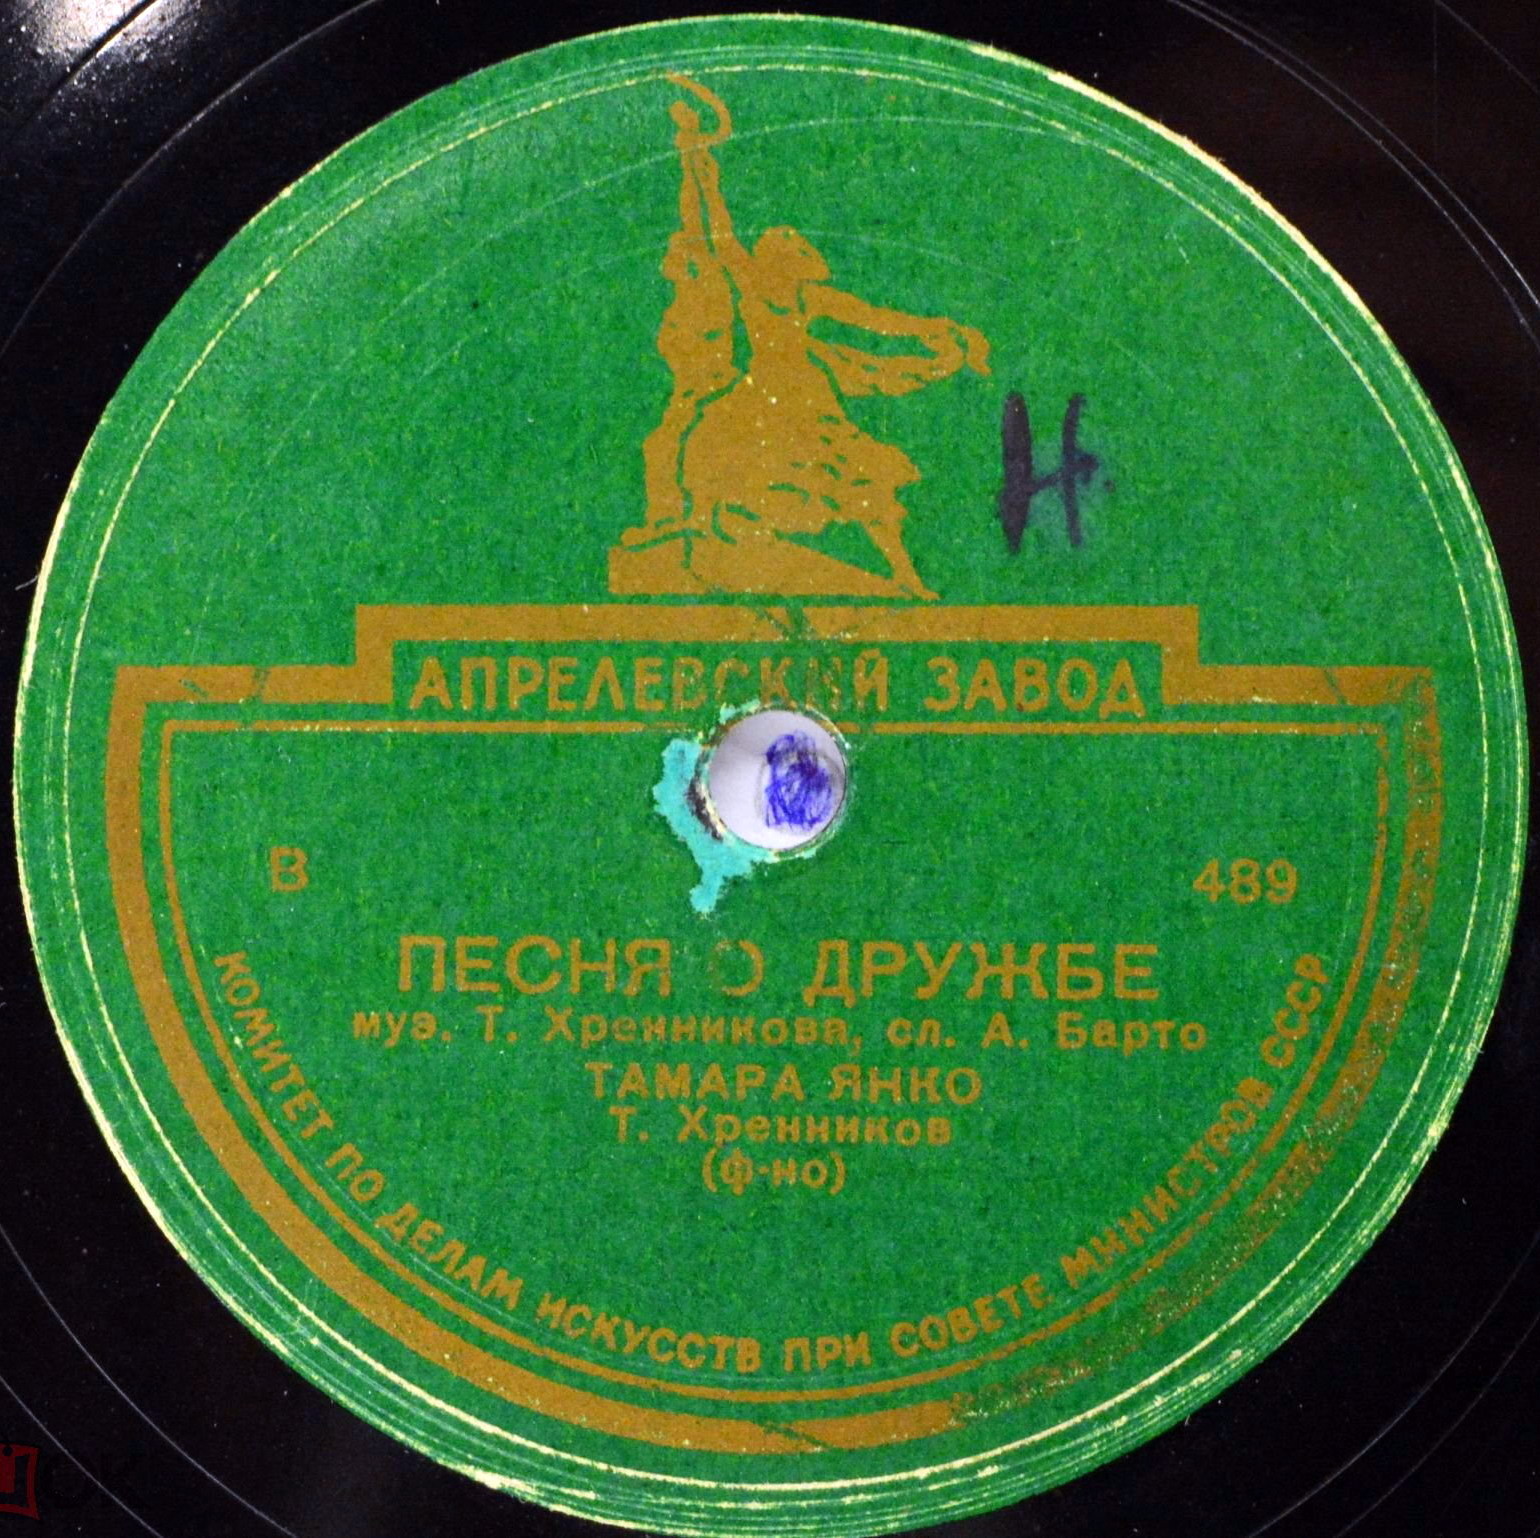 Н
АПРЕЛЕВСКИЙ ЗАВОД
В 489
ПЕСНЯ О ДРУЖБЕ
муз. Т. Хренникова, сл. А. Барто
ТАМАРА ЯНКО
Т. Хренников
(ф-но)
КОМИТЕТ ПО ДЕЛАМ ИСКУССТВ ПРИ СОВЕТЕ МИНИСТРОВ СССР